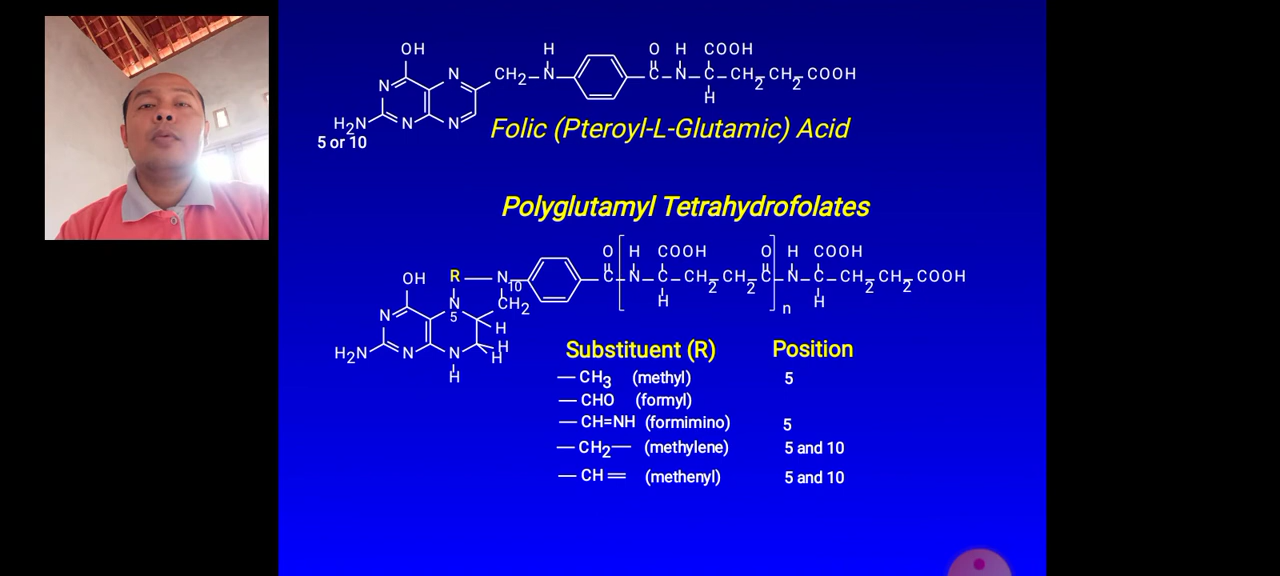 OH
N
N
N
N
H₂N
CH₂
H
N
O
C
H
N
COOH
C
H
CH₂
CH₂
COOH
5 or 10
Folic (Pteroyl-L-Glutamic) Acid
Polyglutamyl Tetrahydrofolates
OH
R
N
10
CH₂
N
5
N
N
N
H
H₂N
H
H
H
O
C
H
N
COOH
C
H
CH₂
CH₂
O
C
n
H
N
COOH
C
H
CH₂
CH₂
COOH
Substituent (R) Position
CH₃ (methyl) 5
CHO (formyl)
CH=NH (formimino) 5
CH₂ (methylene) 5 and 10
CH= (methenyl) 5 and 10